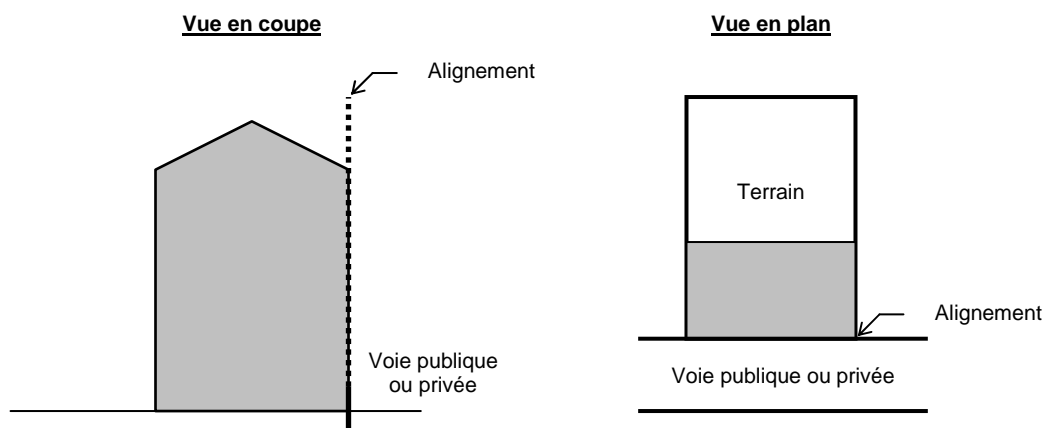 Vue en coupe
Alignement
Voie publique
ou privée
Vue en plan
Terrain
Alignement
Voie publique ou privée